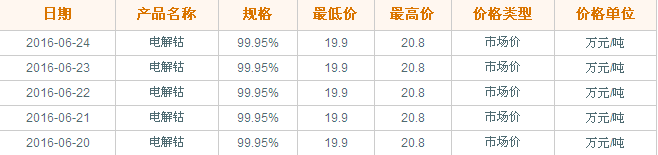 日期 产品名称 规格 最低价 最高价 价格类型 价格单位
2016-06-24 电解钴 99.95% 19.9 20.8 市场价 万元/吨
2016-06-23 电解钴 99.95% 19.9 20.8 市场价 万元/吨
2016-06-22 电解钴 99.95% 19.9 20.8 市场价 万元/吨
2016-06-21 电解钴 99.95% 19.9 20.8 市场价 万元/吨
2016-06-20 电解钴 99.95% 19.9 20.8 市场价 万元/吨